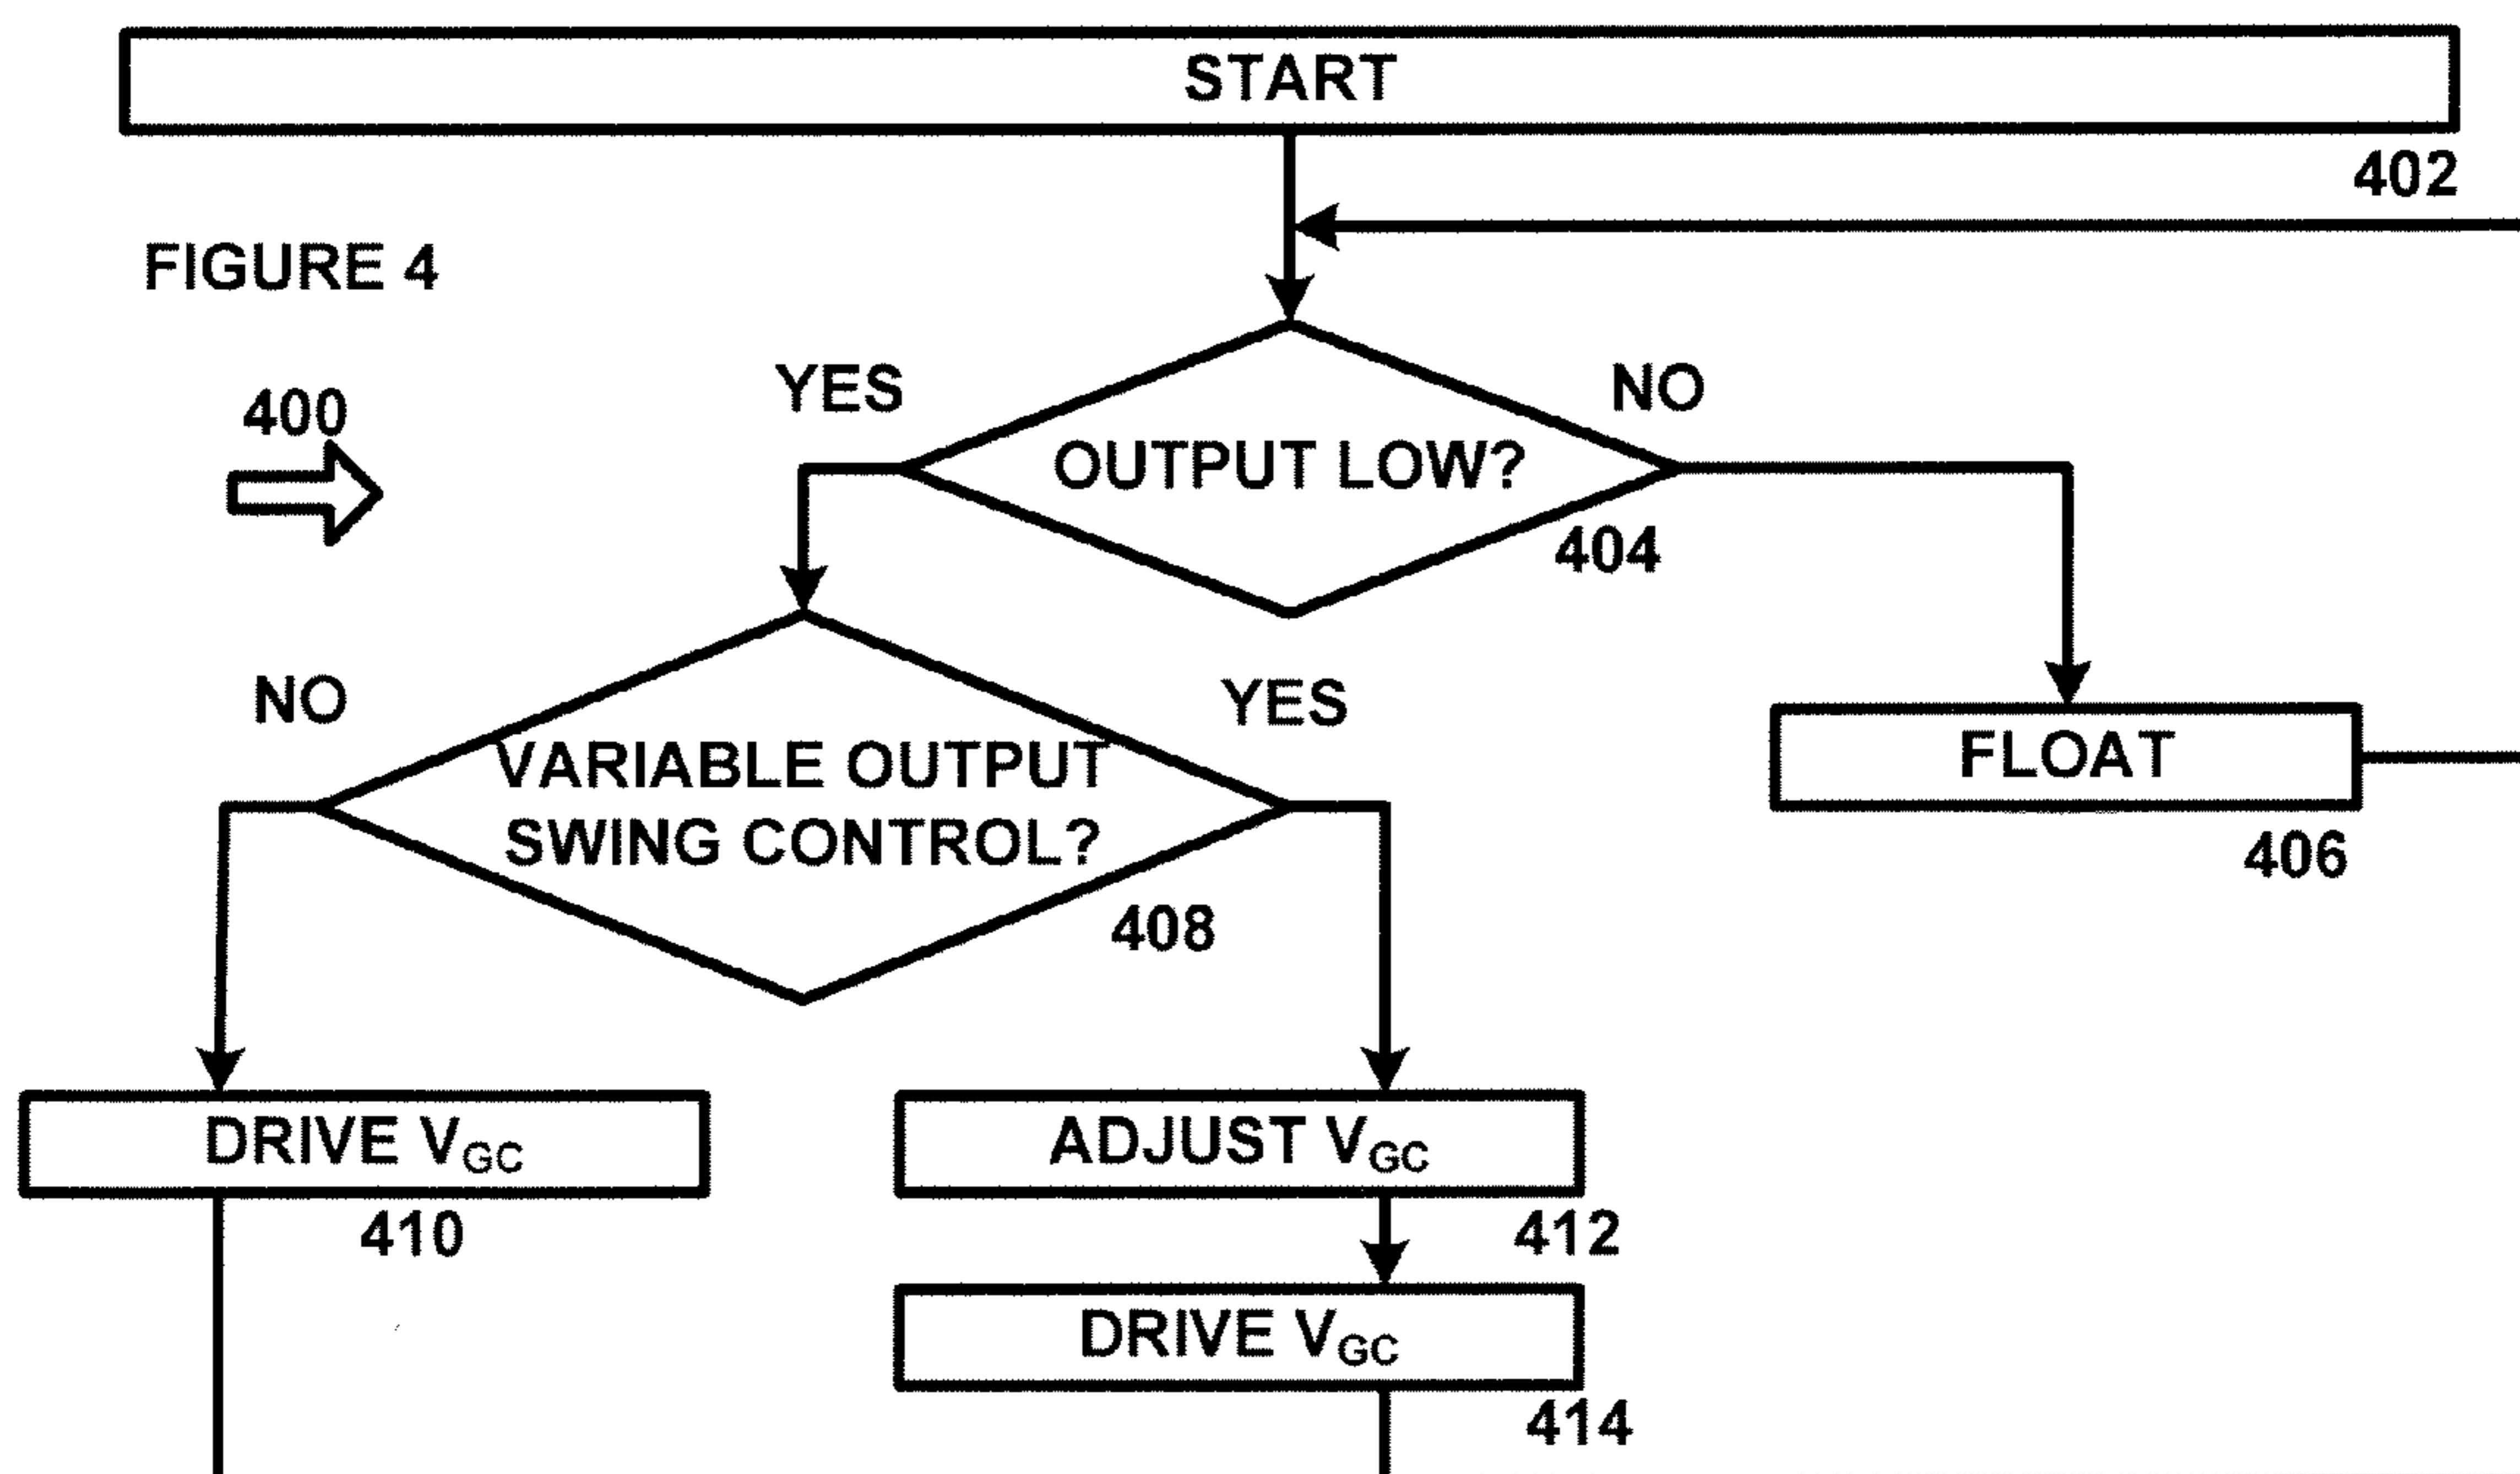 START
402
FIGURE 4
400
YES
NO
OUTPUT LOW?
404
NO
YES
VARIABLE OUTPUT
SWING CONTROL?
408
FLOAT
406
DRIVE VGC
410
ADJUST VGC
412
DRIVE VGC
414